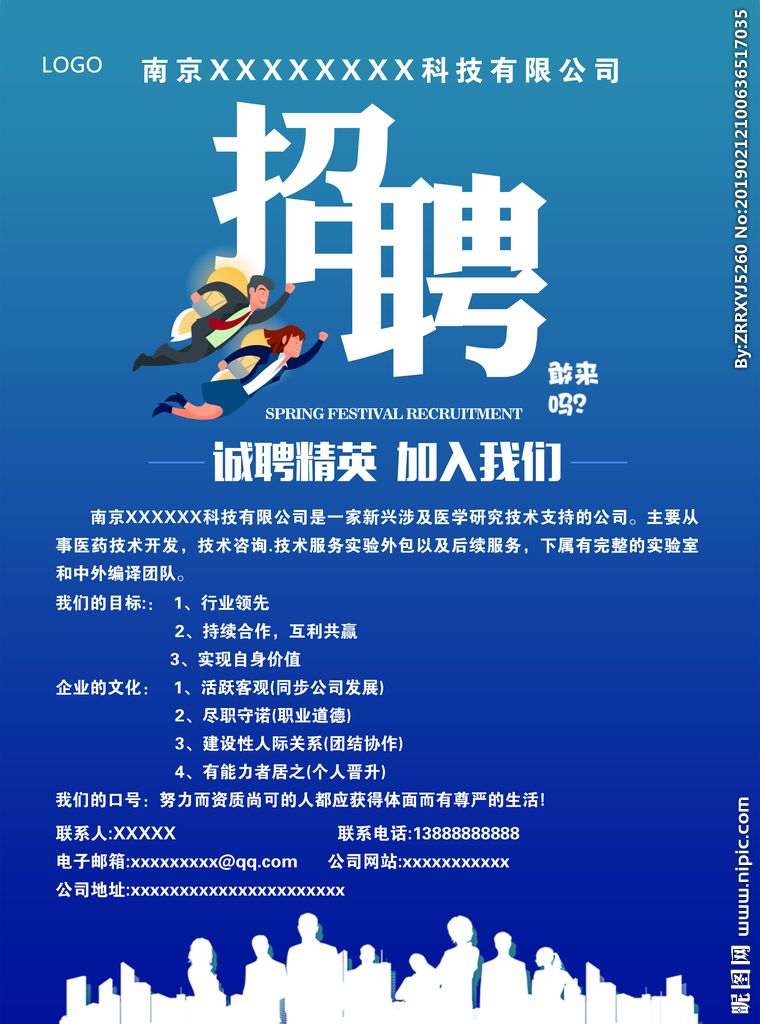 LOGO
南京XXXXXXXX科技有限公司
招聘
敢来
吗?
SPRING FESTIVAL RECRUITMENT
诚聘精英 加入我们
南京XXXXXX科技有限公司是一家新兴涉及医学研究技术支持的公司。主要从
事医药技术开发，技术咨询.技术服务实验外包以及后续服务，下属有完整的实验室
和中外编译团队。
我们的目标:： 1、行业领先
2、持续合作，互利共赢
3、实现自身价值
企业的文化： 1、活跃客观(同步公司发展)
2、尽职守诺(职业道德)
3、建设性人际关系(团结协作)
4、有能力者居之(个人晋升)
我们的口号：努力而资质尚可的人都应获得体面而有尊严的生活!
联系人:XXXXX 联系电话:13888888888
电子邮箱:xxxxxxxxx@qq.com 公司网站:xxxxxxxxxxx
公司地址:xxxxxxxxxxxxxxxxxxxxxx
By:ZRRXYJ5260 No:20190212100636517035
昵图网 www.nipic.com